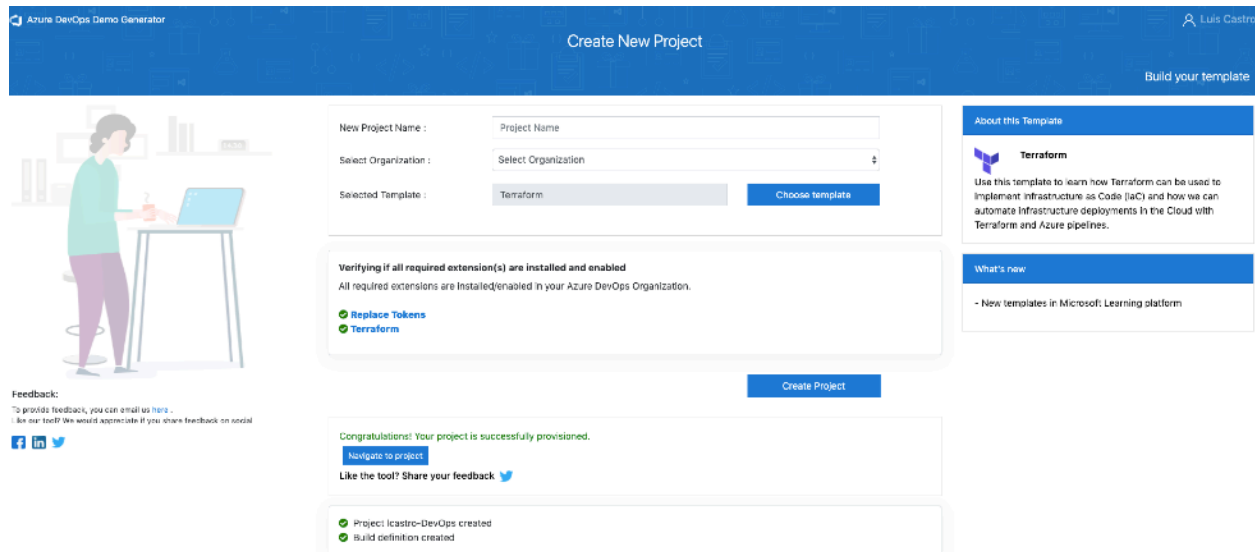 Azure DevOps Demo Generator
Luis Castro
Create New Project
Build your template
New Project Name :
Project Name
Select Organization :
Select Organization
Selected Template :
Terraform
Choose template
Verifying if all required extension(s) are installed and enabled
All required extensions are installed/enabled in your Azure DevOps Organization.
Replace Tokens
Terraform
Create Project
Congratulations! Your project is successfully provisioned.
Navigate to project
Like the tool? Share your feedback
Project lcastro-DevOps created
Build definition created
About this Template
Terraform
Use this template to learn how Terraform can be used to
implement infrastructure as Code (IaC) and how we can
automate infrastructure deployments in the Cloud with
Terraform and Azure pipelines.
What's new
- New templates in Microsoft Learning platform
Feedback:
To provide feedback, you can email us here .
Like our tool? We would appreciate if you share feedback on social